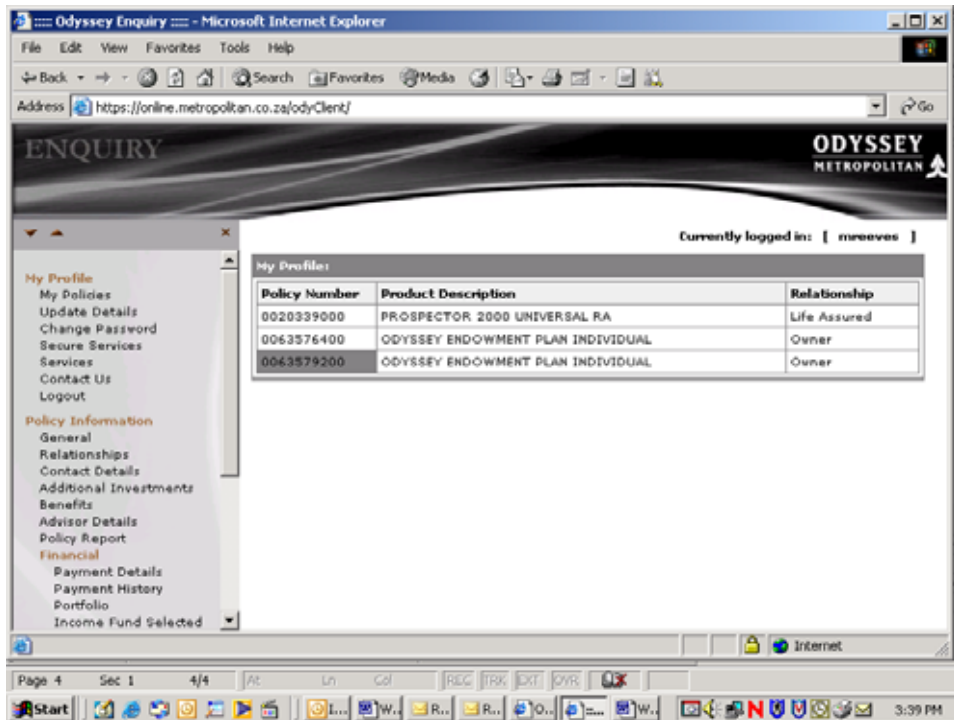 ::::: Odyssey Enquiry ::::: - Microsoft Internet Explorer
File Edit View Favorites Tools Help
Back Search Favorites Media
Address https://online.metropolitan.co.za/odyClient/ Go
ENQUIRY
ODYSSEY
METROPOLITAN
Currently logged in: [ mreeves ]
My Profile
My Policies
Update Details
Change Password
Secure Services
Services
Contact Us
Logout
Policy Information
General
Relationships
Contact Details
Additional Investments
Benefits
Advisor Details
Policy Report
Financial
Payment Details
Payment History
Portfolio
Income Fund Selected
My Profile:
Policy Number Product Description Relationship
0020339000 PROSPECTOR 2000 UNIVERSAL RA Life Assured
0063576400 ODYSSEY ENDOWMENT PLAN INDIVIDUAL Owner
0063579200 ODYSSEY ENDOWMENT PLAN INDIVIDUAL Owner
Internet
Page 4 Sec 1 4/4 At Ln Col REC TRK EXT OVR
Start I... W.. R... R... O... =... W.. N 3:39 PM